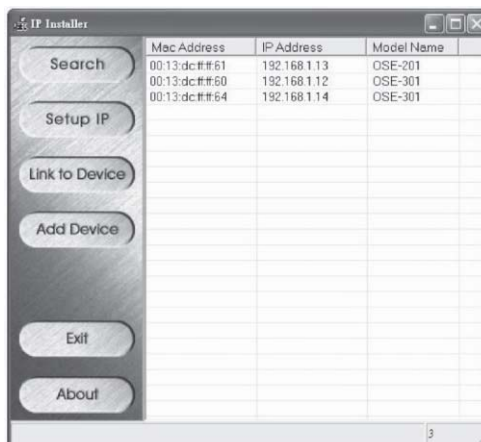 IP Installer
Search
Setup IP
Link to Device
Add Device
Exit
About
Mac Address IP Address Model Name
00:13:dc:ff:ff:61 192.168.1.13 OSE-201
00:13:dc:ff:ff:60 192.168.1.12 OSE-301
00:13:dc:ff:ff:64 192.168.1.14 OSE-301
3